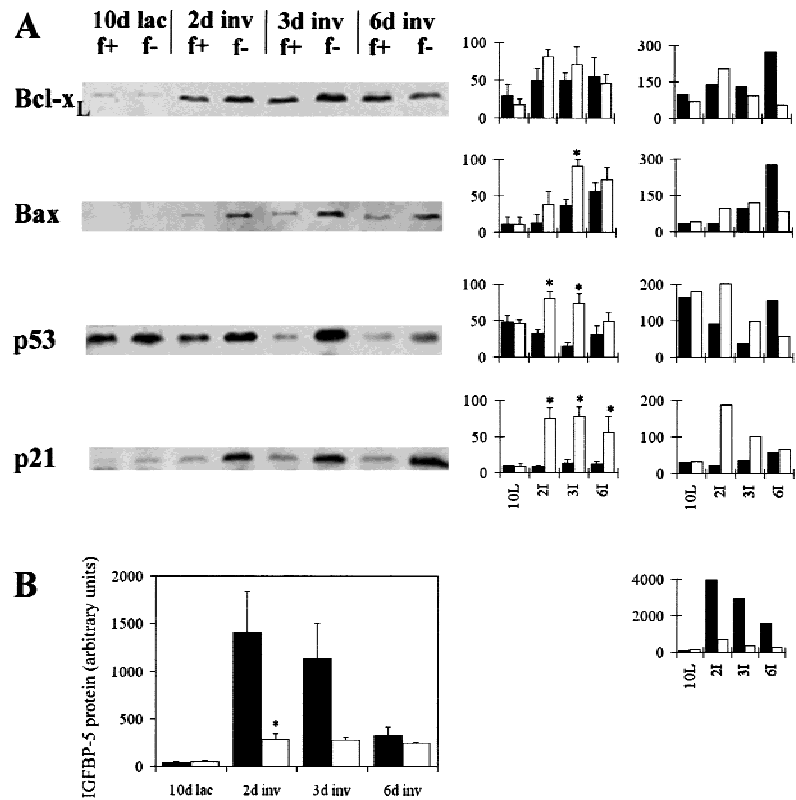 A
10d lac | 2d inv | 3d inv | 6d inv
f+ f- f+ f- f+ f- f+ f-
Bcl-xL
100
50
0
300
150
0
Bax
*
100
50
0
300
150
0
p53
* *
100
50
0
200
100
0
p21
* * *
100
50
0
200
100
0
10L 2I 3I 6I
10L 2I 3I 6I
B
IGFBP-5 protein (arbitrary units)
2000
1500
1000
500
0
*
10d lac 2d inv 3d inv 6d inv
4000
2000
0
10L 2I 3I 6I